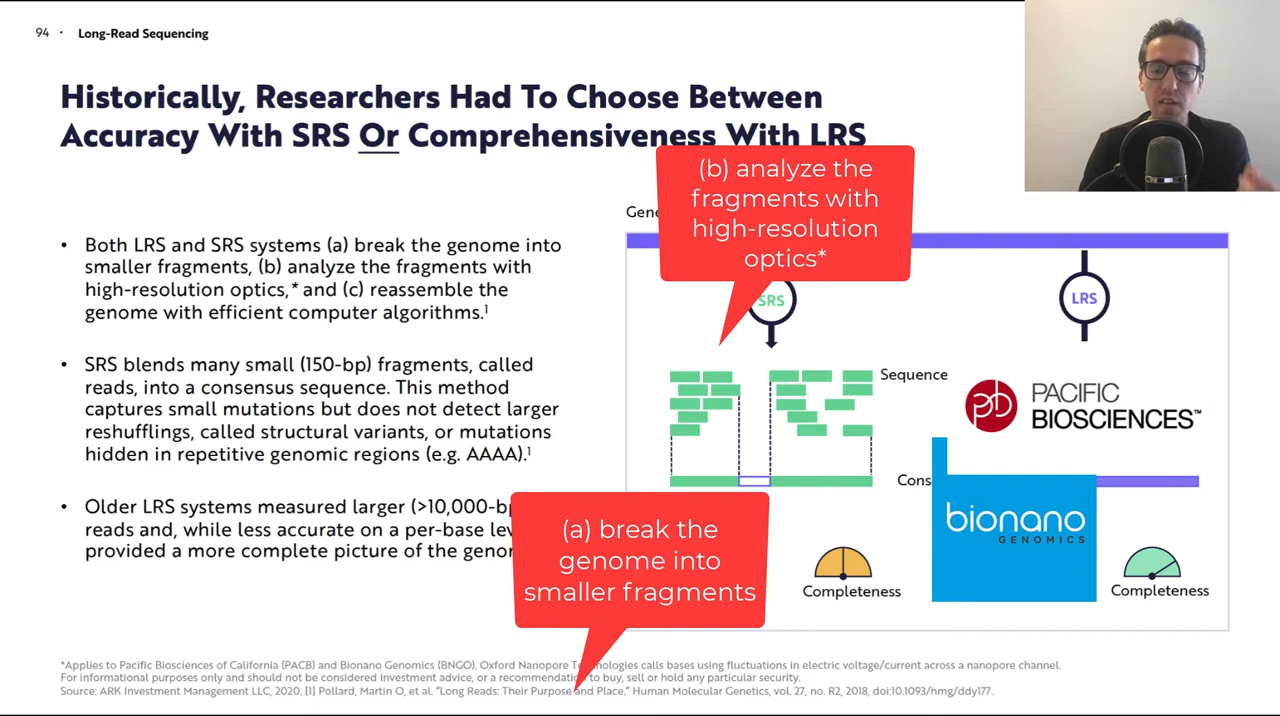 94 · Long-Read Sequencing
Historically, Researchers Had To Choose Between
Accuracy With SRS Or Comprehensiveness With LRS
• Both LRS and SRS systems (a) break the genome into
smaller fragments, (b) analyze the fragments with
high-resolution optics,* and (c) reassemble the
genome with efficient computer algorithms.¹
• SRS blends many small (150-bp) fragments, called
reads, into a consensus sequence. This method
captures small mutations but does not detect larger
reshufflings, called structural variants, or mutations
hidden in repetitive genomic regions (e.g. AAAA).¹
• Older LRS systems measured larger (>10,000-bp
reads and, while less accurate on a per-base
provided a more complete picture of the
(b) analyze the
fragments with
high-resolution
optics*
SRS
LRS
Sequence
PACIFIC
BIOSCIENCES™
bionano
GENOMICS
(a) break the
genome into
smaller fragments
Completeness
Completeness
*Applies to Pacific Biosciences of California (PACB) and Bionano Genomics (BNGO). Oxford Nanopore calls bases using fluctuations in electric voltage/current across a nanopore channel.
For informational purposes only and should not be considered investment advice, or a recommendation to buy, sell or hold any particular security.
Source: ARK Investment Management LLC, 2020. [1] Pollard, Martin O, et al. “Long Reads: Their Purpose and Place.” Human Molecular Genetics, vol. 27, no. R2, 2018, doi:10.1093/hmg/ddy177.